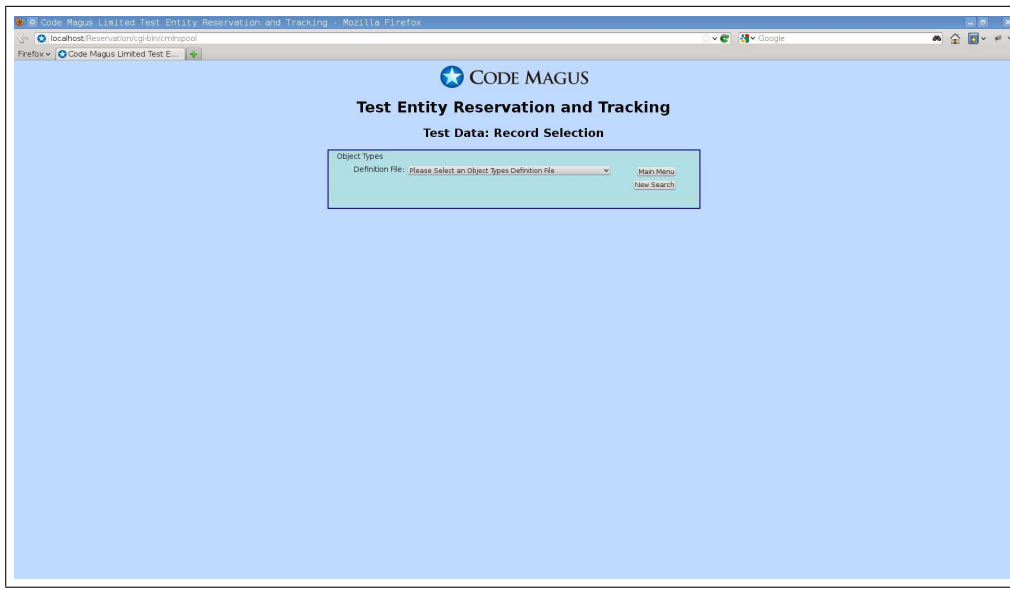 Code Magus Limited Test Entity Reservation and Tracking - Mozilla Firefox
localhost/Reservation/cgi-bin/cmlrspool
Google
Firefox
Code Magus Limited Test E...
CODE MAGUS
Test Entity Reservation and Tracking
Test Data: Record Selection
Object Types
Definition File: Please Select an Object Types Definition File
Main Menu
New Search